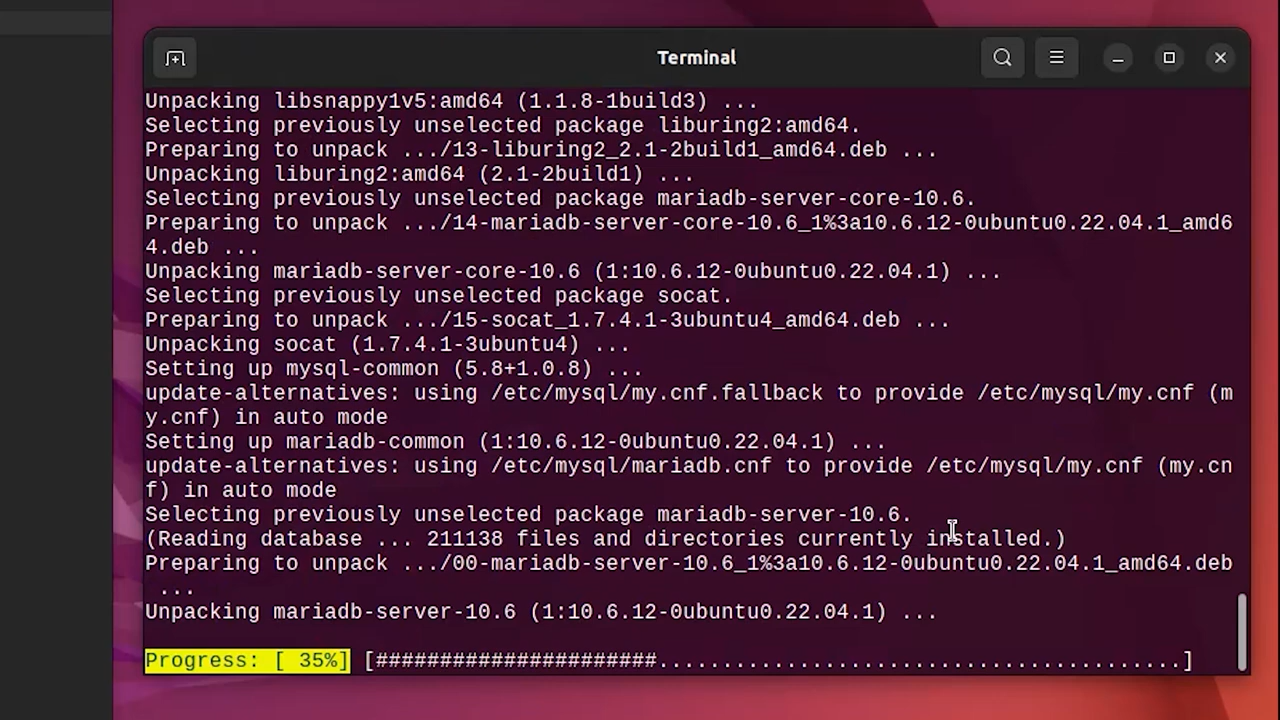 Terminal
Unpacking libsnappy1v5:amd64 (1.1.8-1build3) ...
Selecting previously unselected package liburing2:amd64.
Preparing to unpack .../13-liburing2_2.1-2build1_amd64.deb ...
Unpacking liburing2:amd64 (2.1-2build1) ...
Selecting previously unselected package mariadb-server-core-10.6.
Preparing to unpack .../14-mariadb-server-core-10.6_1%3a10.6.12-0ubuntu0.22.04.1_amd6
4.deb ...
Unpacking mariadb-server-core-10.6 (1:10.6.12-0ubuntu0.22.04.1) ...
Selecting previously unselected package socat.
Preparing to unpack .../15-socat_1.7.4.1-3ubuntu4_amd64.deb ...
Unpacking socat (1.7.4.1-3ubuntu4) ...
Setting up mysql-common (5.8+1.0.8) ...
update-alternatives: using /etc/mysql/my.cnf.fallback to provide /etc/mysql/my.cnf (m
y.cnf) in auto mode
Setting up mariadb-common (1:10.6.12-0ubuntu0.22.04.1) ...
update-alternatives: using /etc/mysql/mariadb.cnf to provide /etc/mysql/my.cnf (my.cn
f) in auto mode
Selecting previously unselected package mariadb-server-10.6.
(Reading database ... 211138 files and directories currently installed.)
Preparing to unpack .../00-mariadb-server-10.6_1%3a10.6.12-0ubuntu0.22.04.1_amd64.deb
...
Unpacking mariadb-server-10.6 (1:10.6.12-0ubuntu0.22.04.1) ...
Progress: [ 35%] [######################.........................................]